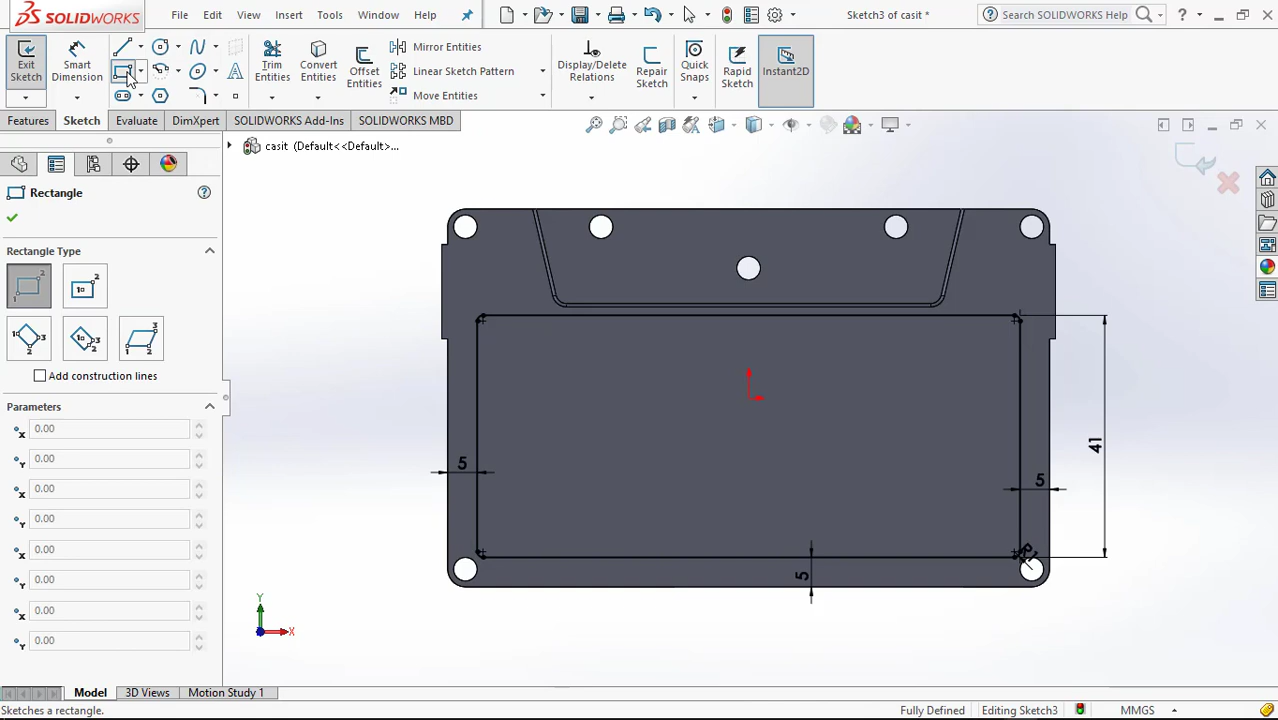 SOLIDWORKS
File
Edit
View
Insert
Tools
Window
Help
Sketch3 of casit *
Search SOLIDWORKS Help
?
Exit Sketch
Smart Dimension
Trim Entities
Convert Entities
Offset Entities
Mirror Entities
Linear Sketch Pattern
Move Entities
Display/Delete Relations
Repair Sketch
Quick Snaps
Rapid Sketch
Instant2D
Features
Sketch
Evaluate
DimXpert
SOLIDWORKS Add-Ins
SOLIDWORKS MBD
casit (Default<<Default>...
Rectangle
?
Rectangle Type
Add construction lines
Parameters
0.00
0.00
0.00
0.00
0.00
0.00
0.00
0.00
5
5
41
5
R1
Y
X
Model
3D Views
Motion Study 1
Sketches a rectangle.
Fully Defined
Editing Sketch3
MMGS